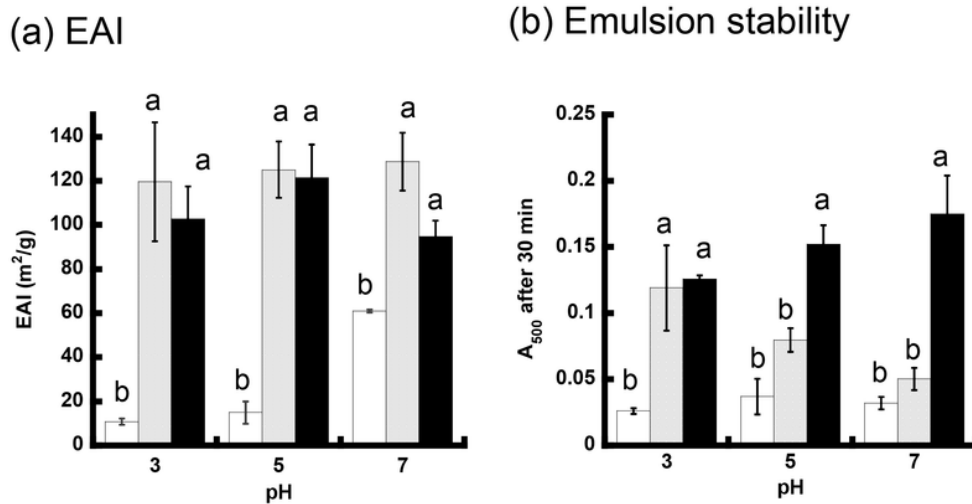 (a) EAI
a
a
a
a
a
a
b
b
b
140
120
100
80
60
40
20
0
EAI (m²/g)
3
5
7
pH
(b) Emulsion stability
a
a
a
a
b
b
b
b
b
0.25
0.2
0.15
0.1
0.05
0
A₅₀₀ after 30 min
3
5
7
pH